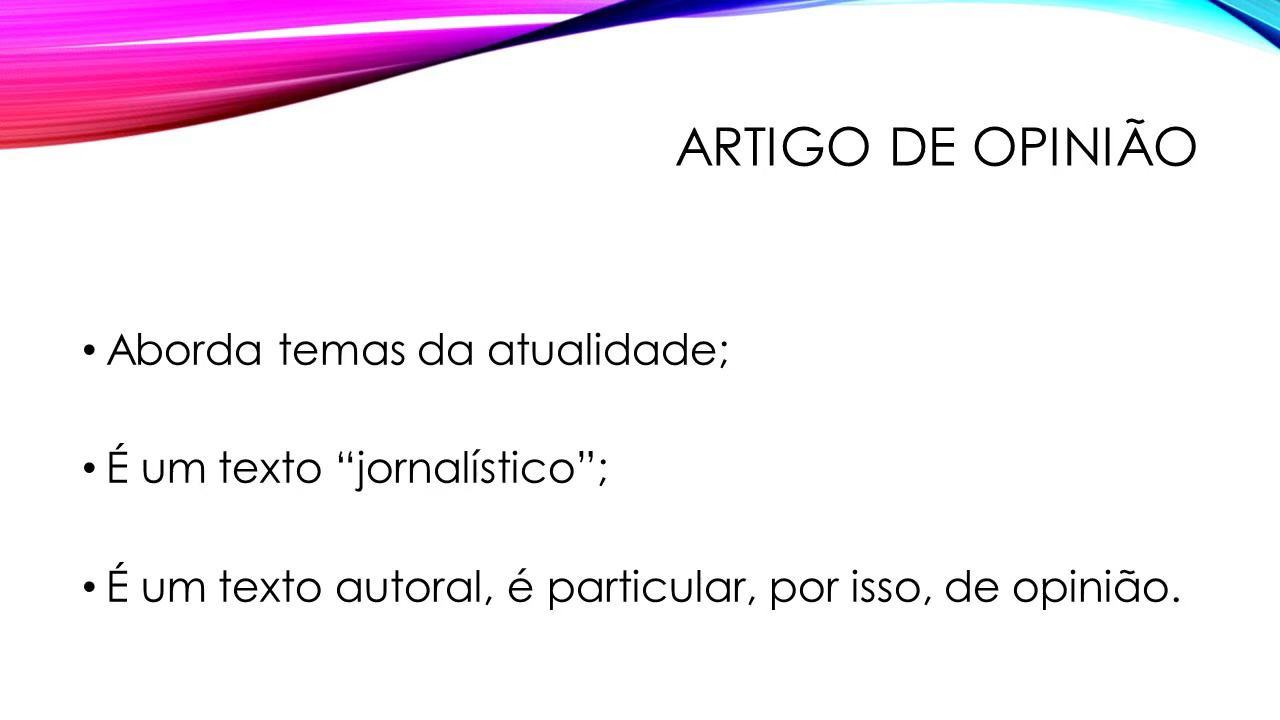 ARTIGO DE OPINIÃO
• Aborda temas da atualidade;
• É um texto “jornalístico”;
• É um texto autoral, é particular, por isso, de opinião.